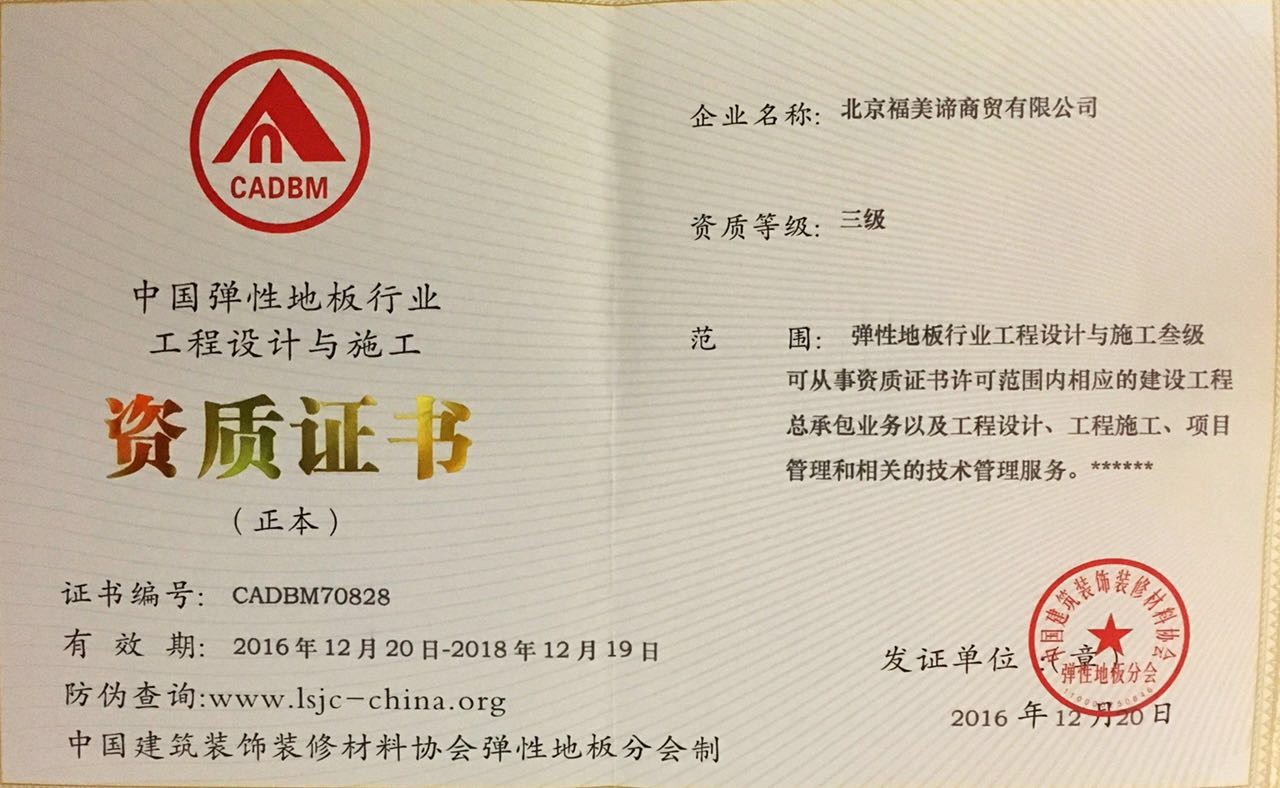 CADBM
中国弹性地板行业
工程设计与施工
资质证书
（正本）
证书编号：CADBM70828
有效期：2016年12月20日-2018年12月19日
防伪查询:www.lsjc-china.org
中国建筑装饰装修材料协会弹性地板分会制
企业名称：北京福美谛商贸有限公司
资质等级：三级
范围：弹性地板行业工程设计与施工叁级
可从事资质证书许可范围内相应的建设工程
总承包业务以及工程设计、工程施工、项目
管理和相关的技术管理服务。******
发证单位：（章）
中国建筑装饰装修材料协会
弹性地板分会
2016年12月20日